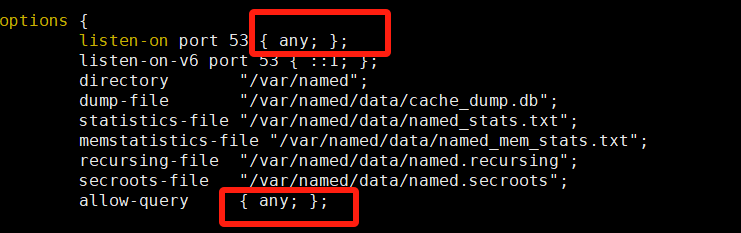 options {
listen-on port 53 { any; };
listen-on-v6 port 53 { ::1; };
directory "/var/named";
dump-file "/var/named/data/cache_dump.db";
statistics-file "/var/named/data/named_stats.txt";
memstatistics-file "/var/named/data/named_mem_stats.txt";
recursing-file "/var/named/data/named.recursing";
secroots-file "/var/named/data/named.secroots";
allow-query { any; };